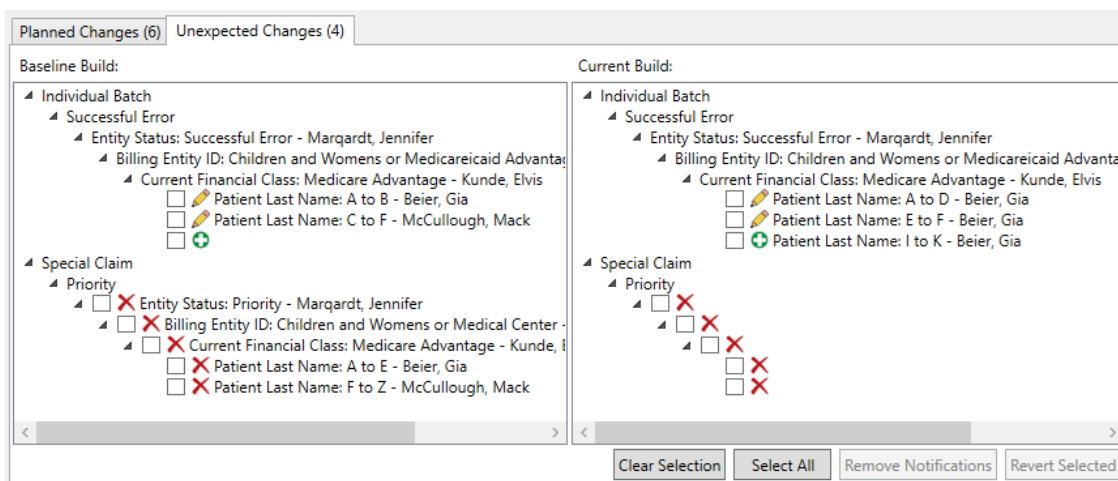 Planned Changes (6)
Unexpected Changes (4)
Baseline Build:
Individual Batch
Successful Error
Entity Status: Successful Error - Marqardt, Jennifer
Billing Entity ID: Children and Womens or Medicareicaid Advantag
Current Financial Class: Medicare Advantage - Kunde, Elvis
Patient Last Name: A to B - Beier, Gia
Patient Last Name: C to F - McCullough, Mack
Special Claim
Priority
Entity Status: Priority - Marqardt, Jennifer
Billing Entity ID: Children and Womens or Medical Center -
Current Financial Class: Medicare Advantage - Kunde, E
Patient Last Name: A to E - Beier, Gia
Patient Last Name: F to Z - McCullough, Mack
Current Build:
Individual Batch
Successful Error
Entity Status: Successful Error - Marqardt, Jennifer
Billing Entity ID: Children and Womens or Medicareicaid Advanta
Current Financial Class: Medicare Advantage - Kunde, Elvis
Patient Last Name: A to D - Beier, Gia
Patient Last Name: E to F - Beier, Gia
Patient Last Name: I to K - Beier, Gia
Special Claim
Priority
Clear Selection
Select All
Remove Notifications
Revert Selected